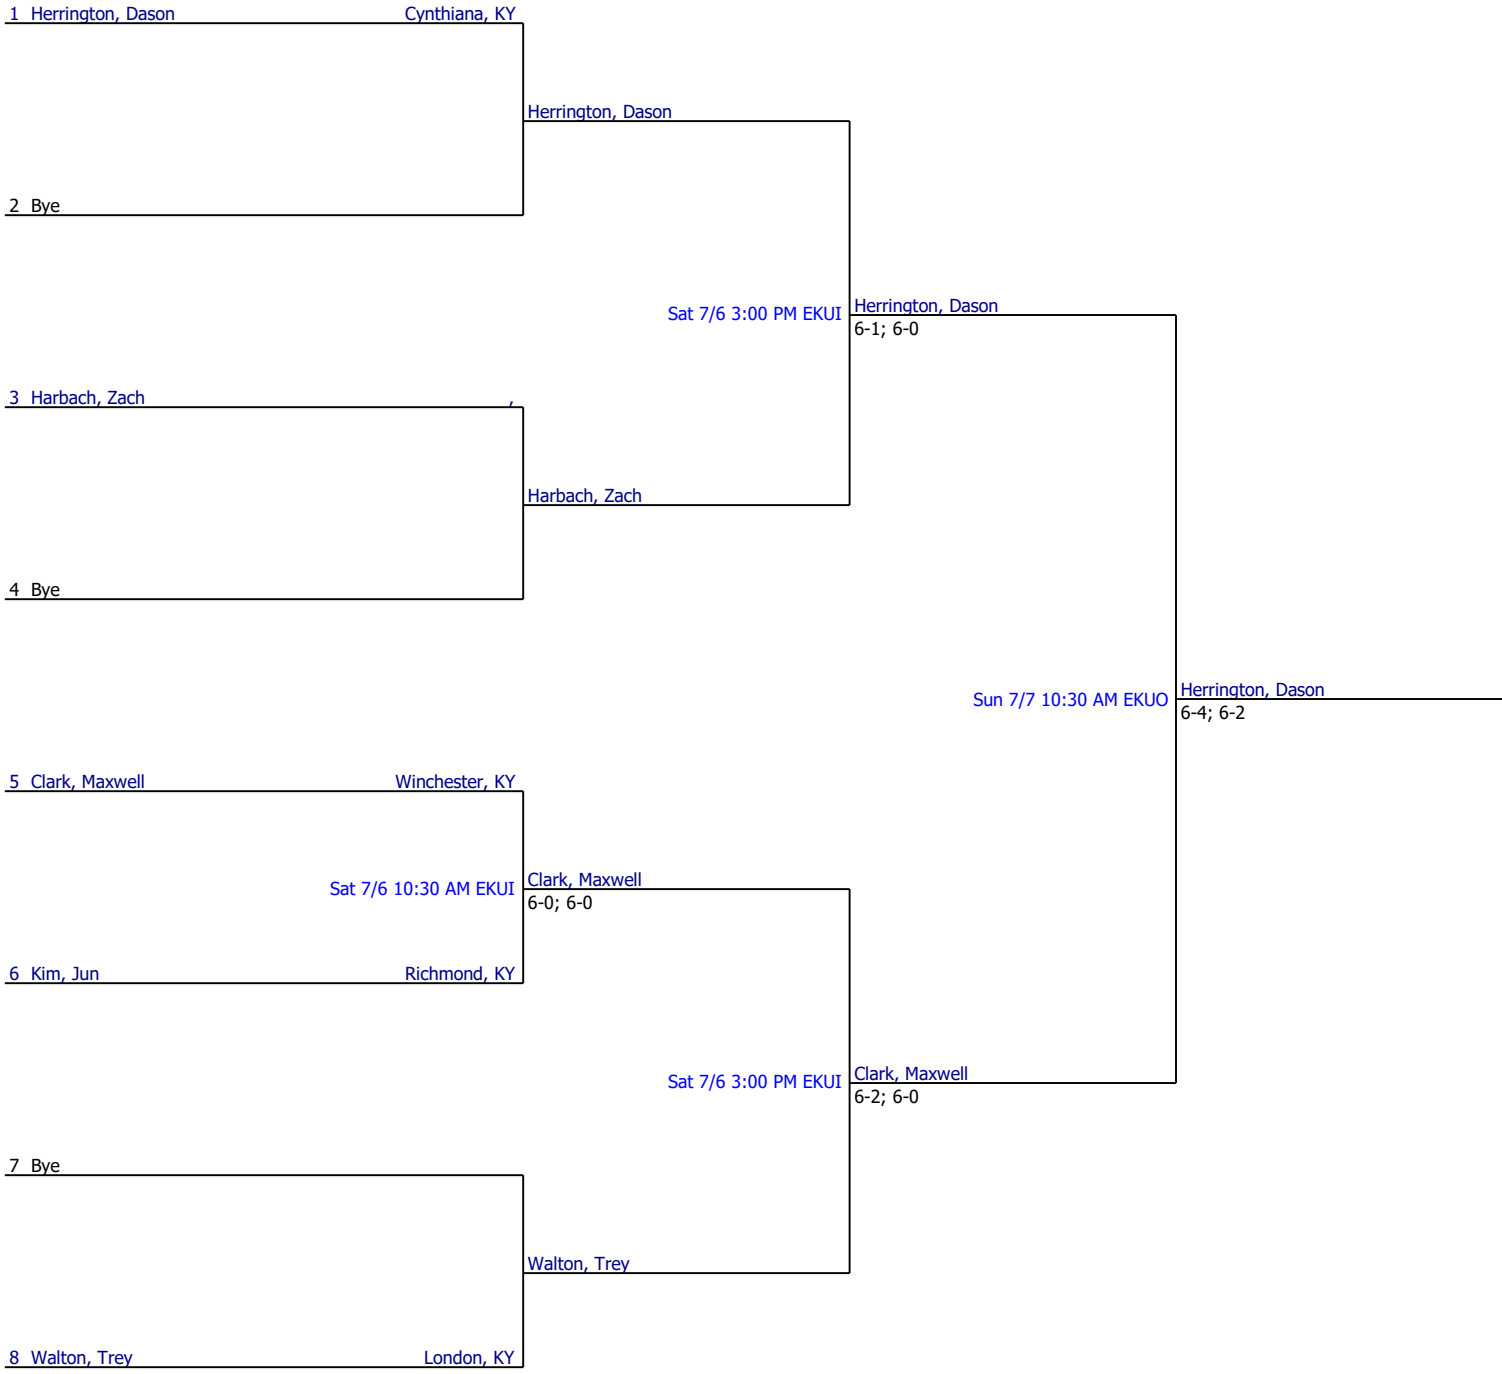 1 Herrington, Dason Cynthiana, KY
Herrington, Dason
2 Bye
Sat 7/6 3:00 PM EKUI
Herrington, Dason
6-1; 6-0
3 Harbach, Zach ,
Harbach, Zach
4 Bye
Sun 7/7 10:30 AM EKUO
Herrington, Dason
6-4; 6-2
5 Clark, Maxwell Winchester, KY
Sat 7/6 10:30 AM EKUI
Clark, Maxwell
6-0; 6-0
6 Kim, Jun Richmond, KY
Sat 7/6 3:00 PM EKUI
Clark, Maxwell
6-2; 6-0
7 Bye
Walton, Trey
8 Walton, Trey London, KY